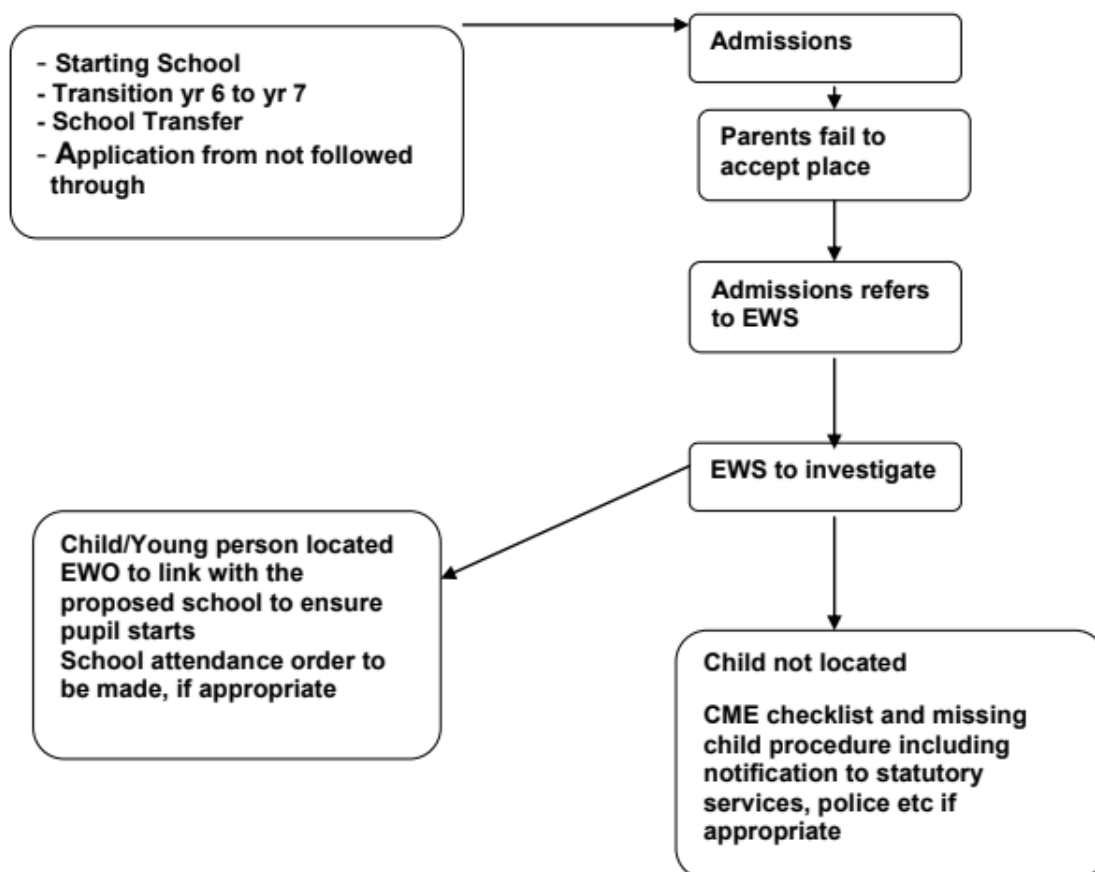 - Starting School
- Transition yr 6 to yr 7
- School Transfer
- Application from not followed
through
Admissions
Parents fail to
accept place
Admissions refers
to EWS
EWS to investigate
Child/Young person located
EWO to link with the
proposed school to ensure
pupil starts
School attendance order to
be made, if appropriate
Child not located
CME checklist and missing
child procedure including
notification to statutory
services, police etc if
appropriate